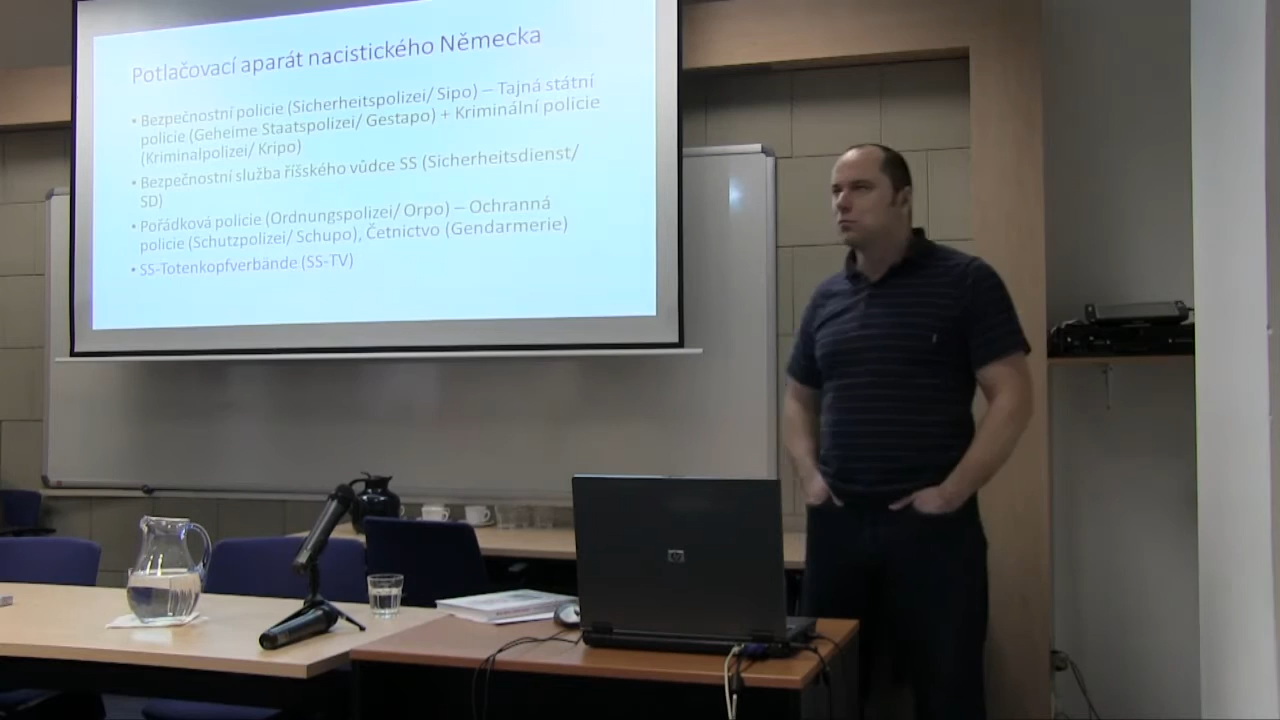 Potlačovací aparát nacistického Německa
• Bezpečnostní policie (Sicherheitspolizei/ Sipo) – Tajná státní
policie (Geheime Staatspolizei/ Gestapo) + Kriminální policie
(Kriminalpolizei/ Kripo)
• Bezpečnostní služba říšského vůdce SS (Sicherheitsdienst/
SD)
• Pořádková policie (Ordnungspolizei/ Orpo) – Ochranná
policie (Schutzpolizei/ Schupo), Četnictvo (Gendarmerie)
• SS-Totenkopfverbände (SS-TV)
hp